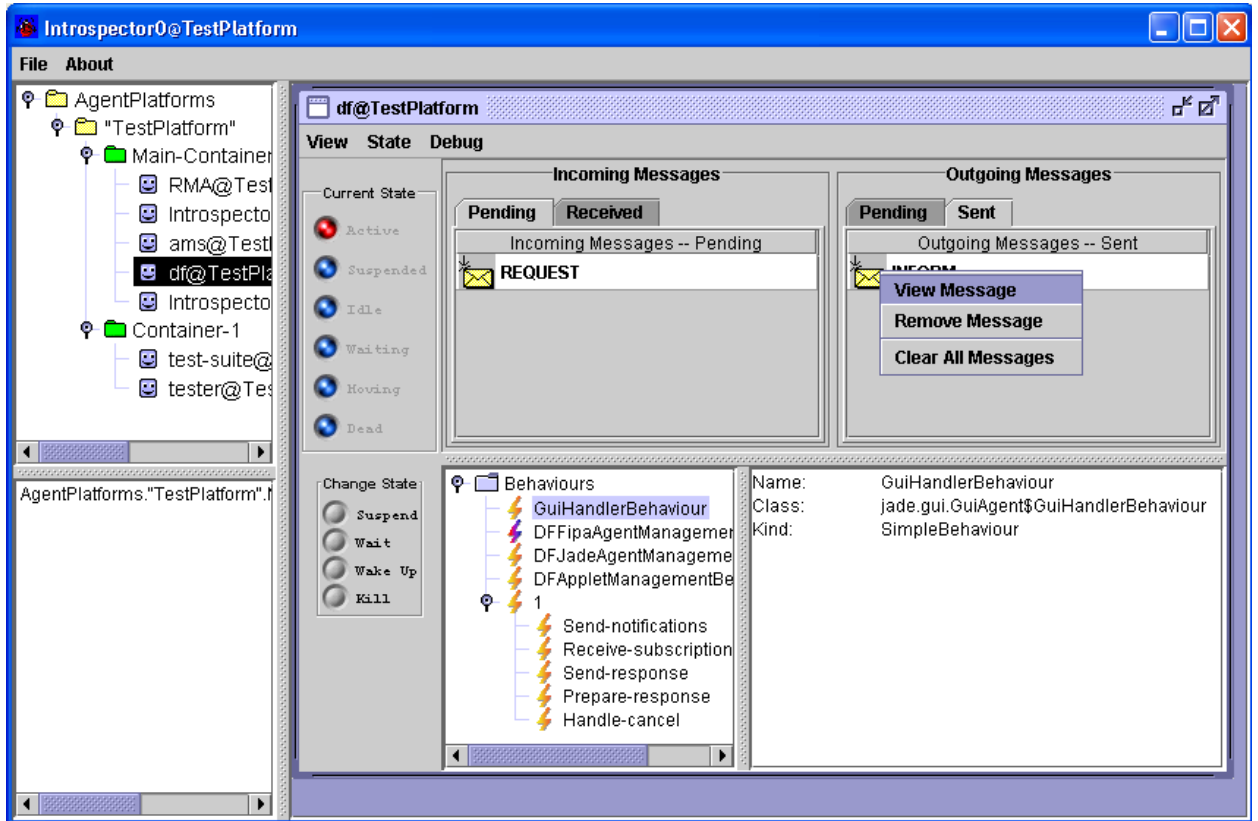 Introspector0@TestPlatform
File About
AgentPlatforms
"TestPlatform"
Main-Container
RMA@Test
Introspecto
ams@Testl
df@TestPla
Introspecto
Container-1
test-suite@
tester@Tes
AgentPlatforms."TestPlatform".
df@TestPlatform
View State Debug
Current State
Active
Suspended
Idle
Waiting
Moving
Dead
Incoming Messages
Pending Received
Incoming Messages -- Pending
REQUEST
Outgoing Messages
Pending Sent
Outgoing Messages -- Sent
INFORM
View Message
Remove Message
Clear All Messages
Change State
Suspend
Wait
Wake Up
Kill
Behaviours
GuiHandlerBehaviour
DFFipaAgentManagemer
DFJadeAgentManageme
DFAppletManagementBe
1
Send-notifications
Receive-subscription
Send-response
Prepare-response
Handle-cancel
Name: GuiHandlerBehaviour
Class: jade.gui.GuiAgent$GuiHandlerBehaviour
Kind: SimpleBehaviour